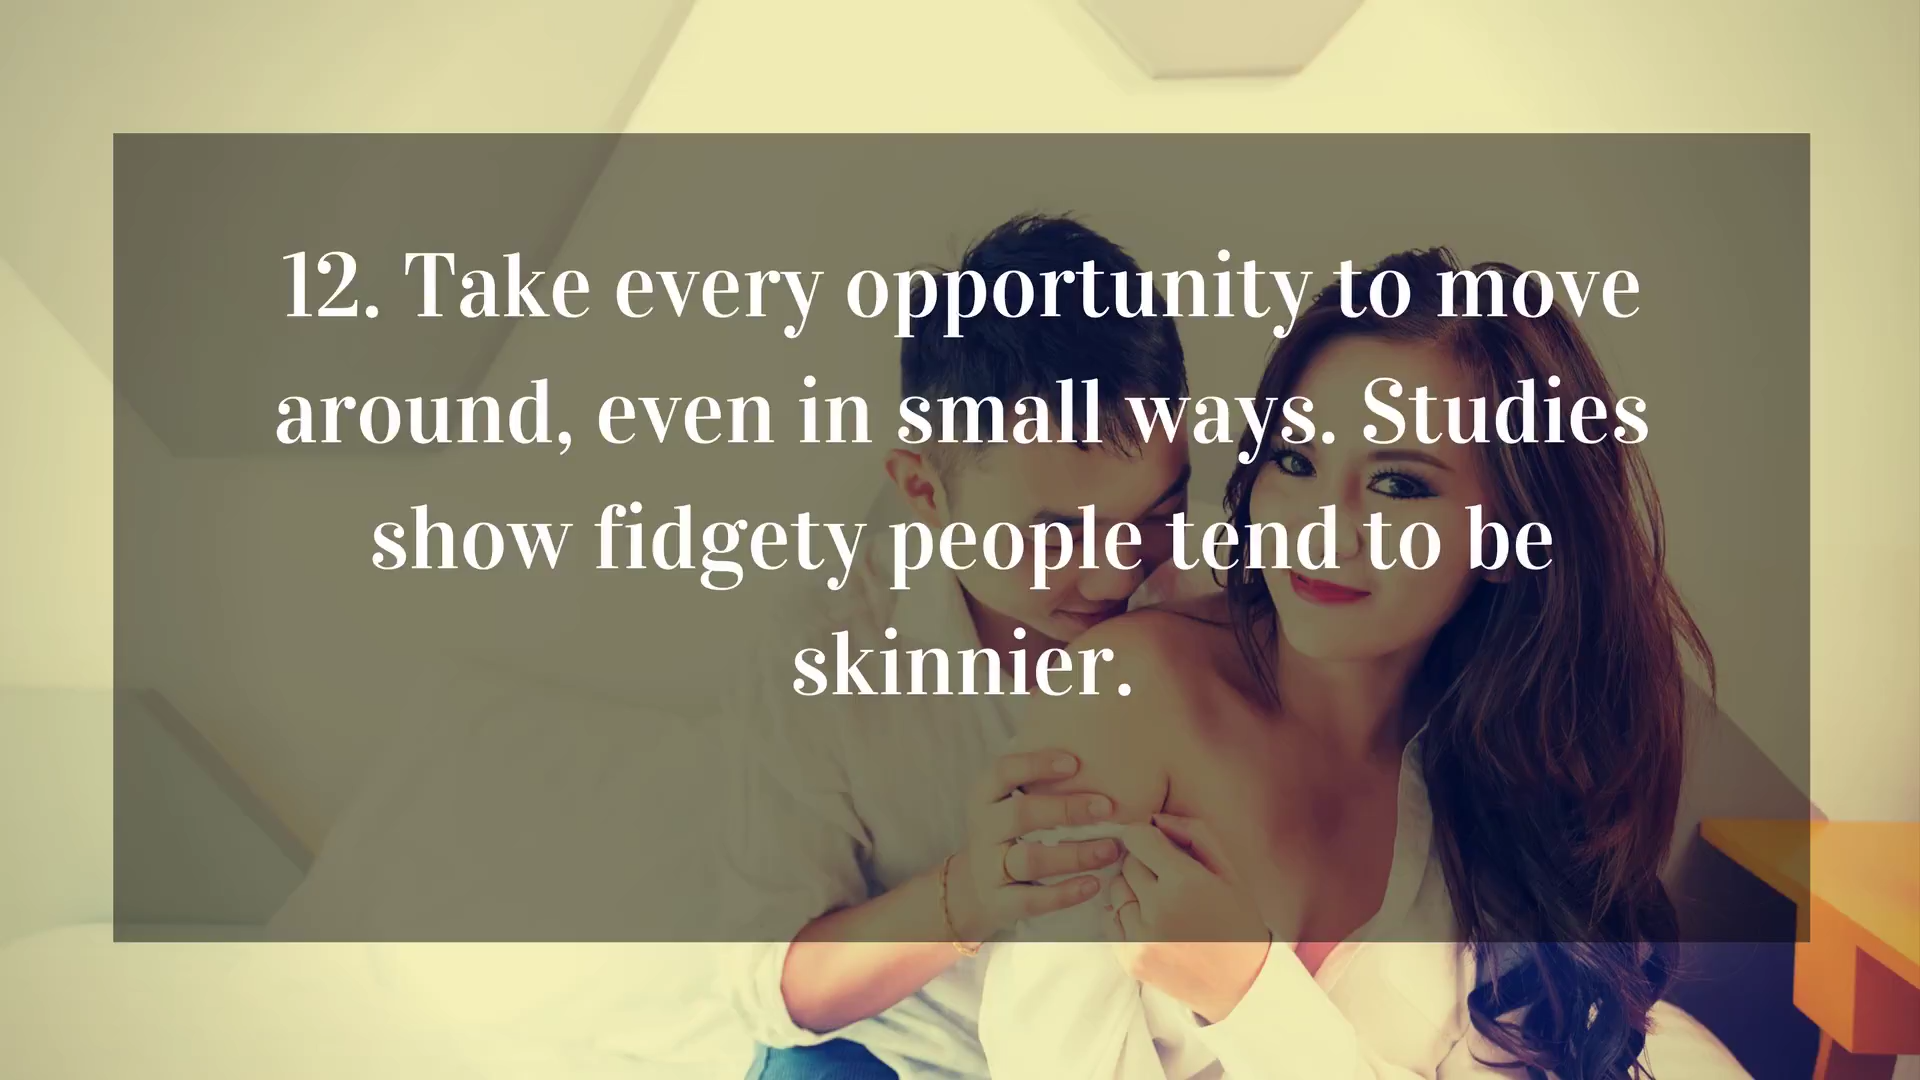 12. Take every opportunity to move
around, even in small ways. Studies
show fidgety people tend to be
skinnier.